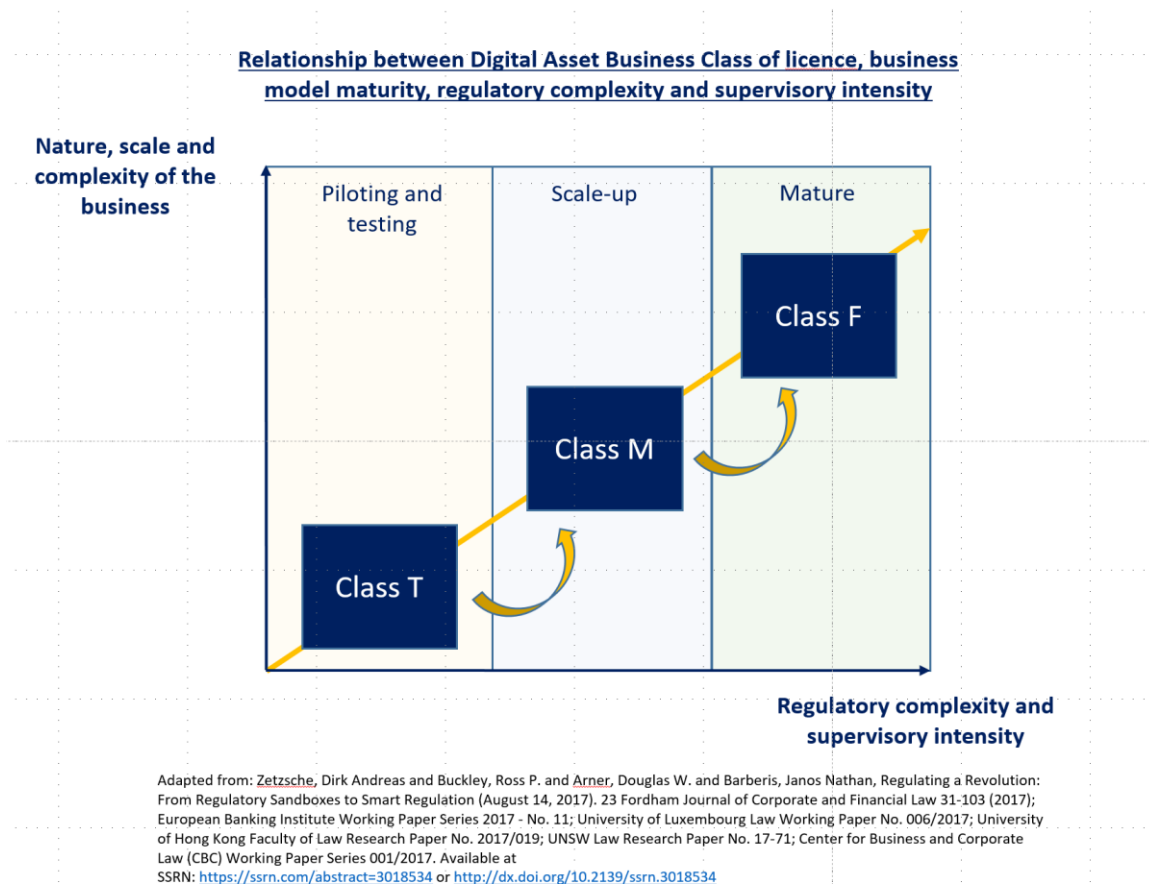 Relationship between Digital Asset Business Class of licence, business
model maturity, regulatory complexity and supervisory intensity
Nature, scale and
complexity of the
business
Piloting and
testing
Scale-up
Mature
Class F
Class M
Class T
Regulatory complexity and
supervisory intensity
Adapted from: Zetzsche, Dirk Andreas and Buckley, Ross P. and Arner, Douglas W. and Barberis, Janos Nathan, Regulating a Revolution:
From Regulatory Sandboxes to Smart Regulation (August 14, 2017). 23 Fordham Journal of Corporate and Financial Law 31-103 (2017);
European Banking Institute Working Paper Series 2017 - No. 11; University of Luxembourg Law Working Paper No. 006/2017; University
of Hong Kong Faculty of Law Research Paper No. 2017/019; UNSW Law Research Paper No. 17-71; Center for Business and Corporate
Law (CBC) Working Paper Series 001/2017. Available at
SSRN: https://ssrn.com/abstract=3018534 or http://dx.doi.org/10.2139/ssrn.3018534